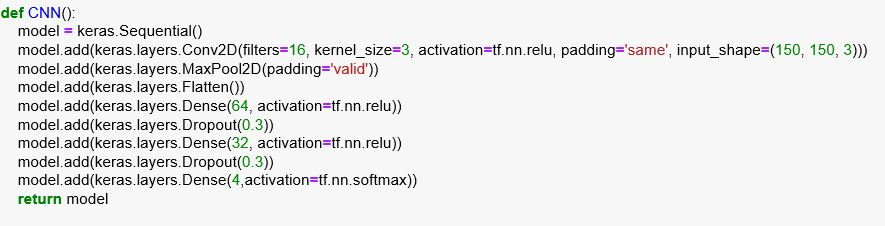 def CNN():
    model = keras.Sequential()
    model.add(keras.layers.Conv2D(filters=16, kernel_size=3, activation=tf.nn.relu, padding='same', input_shape=(150, 150, 3)))
    model.add(keras.layers.MaxPool2D(padding='valid'))
    model.add(keras.layers.Flatten())
    model.add(keras.layers.Dense(64, activation=tf.nn.relu))
    model.add(keras.layers.Dropout(0.3))
    model.add(keras.layers.Dense(32, activation=tf.nn.relu))
    model.add(keras.layers.Dropout(0.3))
    model.add(keras.layers.Dense(4,activation=tf.nn.softmax))
    return model